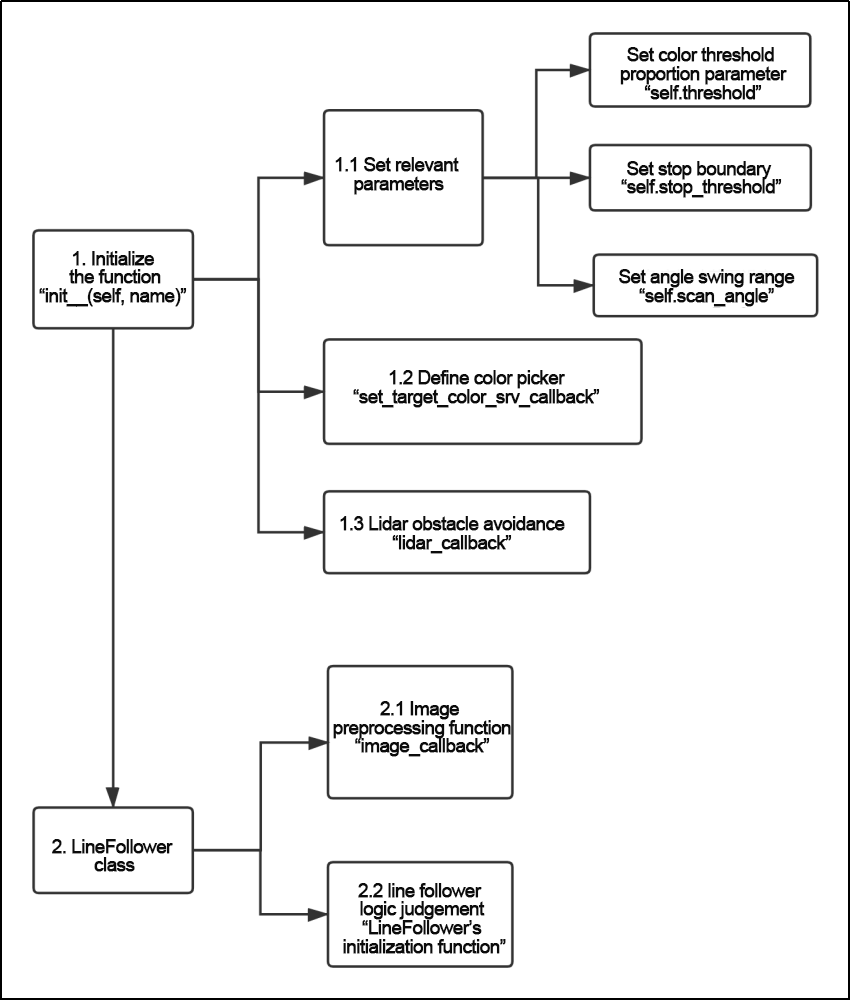 Set color threshold
proportion parameter
“self.threshold”
1.1 Set relevant
parameters
Set stop boundary
“self.stop_threshold”
1. Initialize
the function
“init__(self, name)”
Set angle swing range
“self.scan_angle”
1.2 Define color picker
“set_target_color_srv_callback”
1.3 Lidar obstacle avoidance
“lidar_callback”
2.1 Image
preprocessing function
“image_callback”
2. LineFollower
class
2.2 line follower
logic judgement
“LineFollower’s
initialization function”